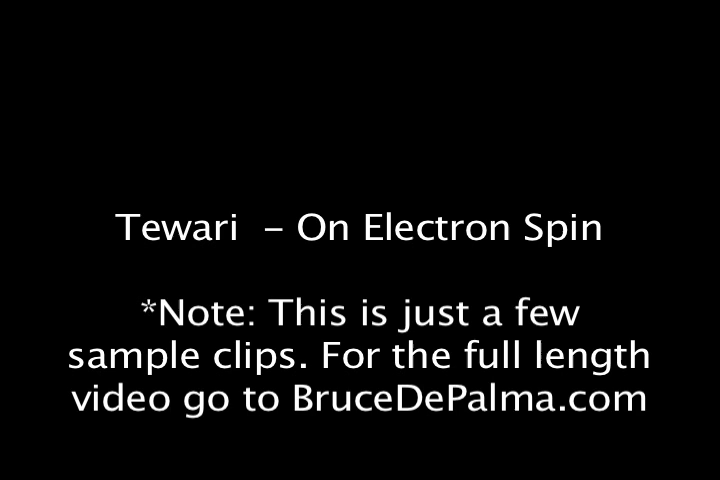 Tewari - On Electron Spin
*Note: This is just a few
sample clips. For the full length
video go to BruceDePalma.com